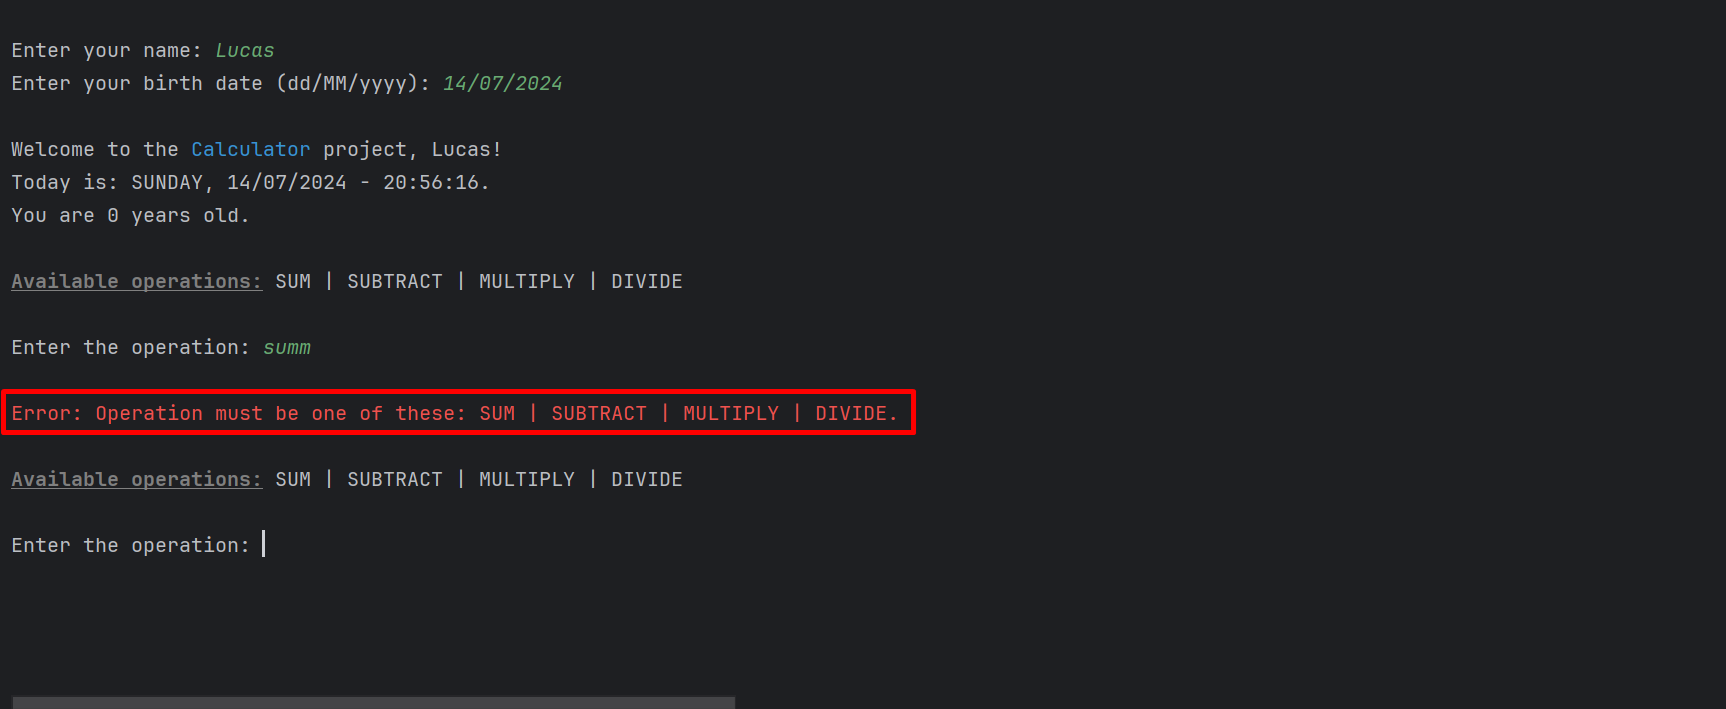 Enter your name: Lucas
Enter your birth date (dd/MM/yyyy): 14/07/2024
Welcome to the Calculator project, Lucas!
Today is: SUNDAY, 14/07/2024 - 20:56:16.
You are 0 years old.
Available operations: SUM | SUBTRACT | MULTIPLY | DIVIDE
Enter the operation: summ
Error: Operation must be one of these: SUM | SUBTRACT | MULTIPLY | DIVIDE.
Available operations: SUM | SUBTRACT | MULTIPLY | DIVIDE
Enter the operation: